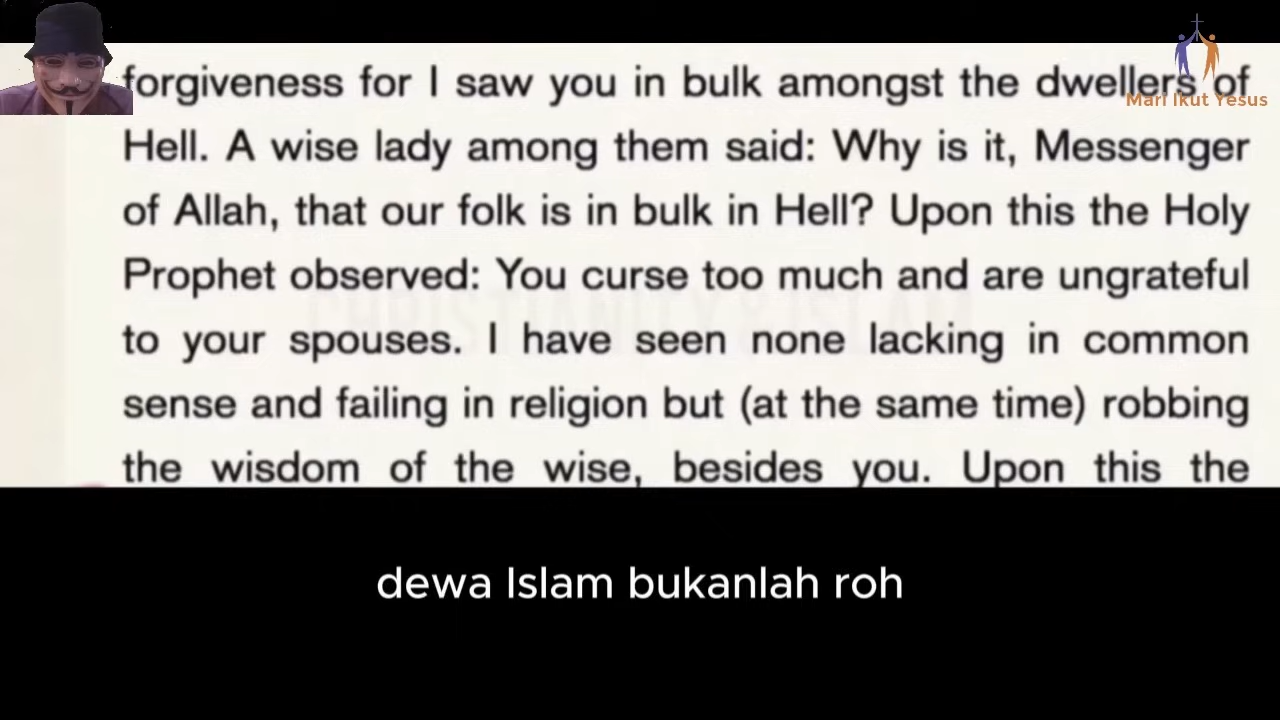 forgiveness for I saw you in bulk amongst the dwellers of
Mari Ikut Yesus
Hell. A wise lady among them said: Why is it, Messenger
of Allah, that our folk is in bulk in Hell? Upon this the Holy
Prophet observed: You curse too much and are ungrateful
CHRISTIANITY & ISLAM
to your spouses. I have seen none lacking in common
sense and failing in religion but (at the same time) robbing
the wisdom of the wise, besides you. Upon this the
dewa Islam bukanlah roh